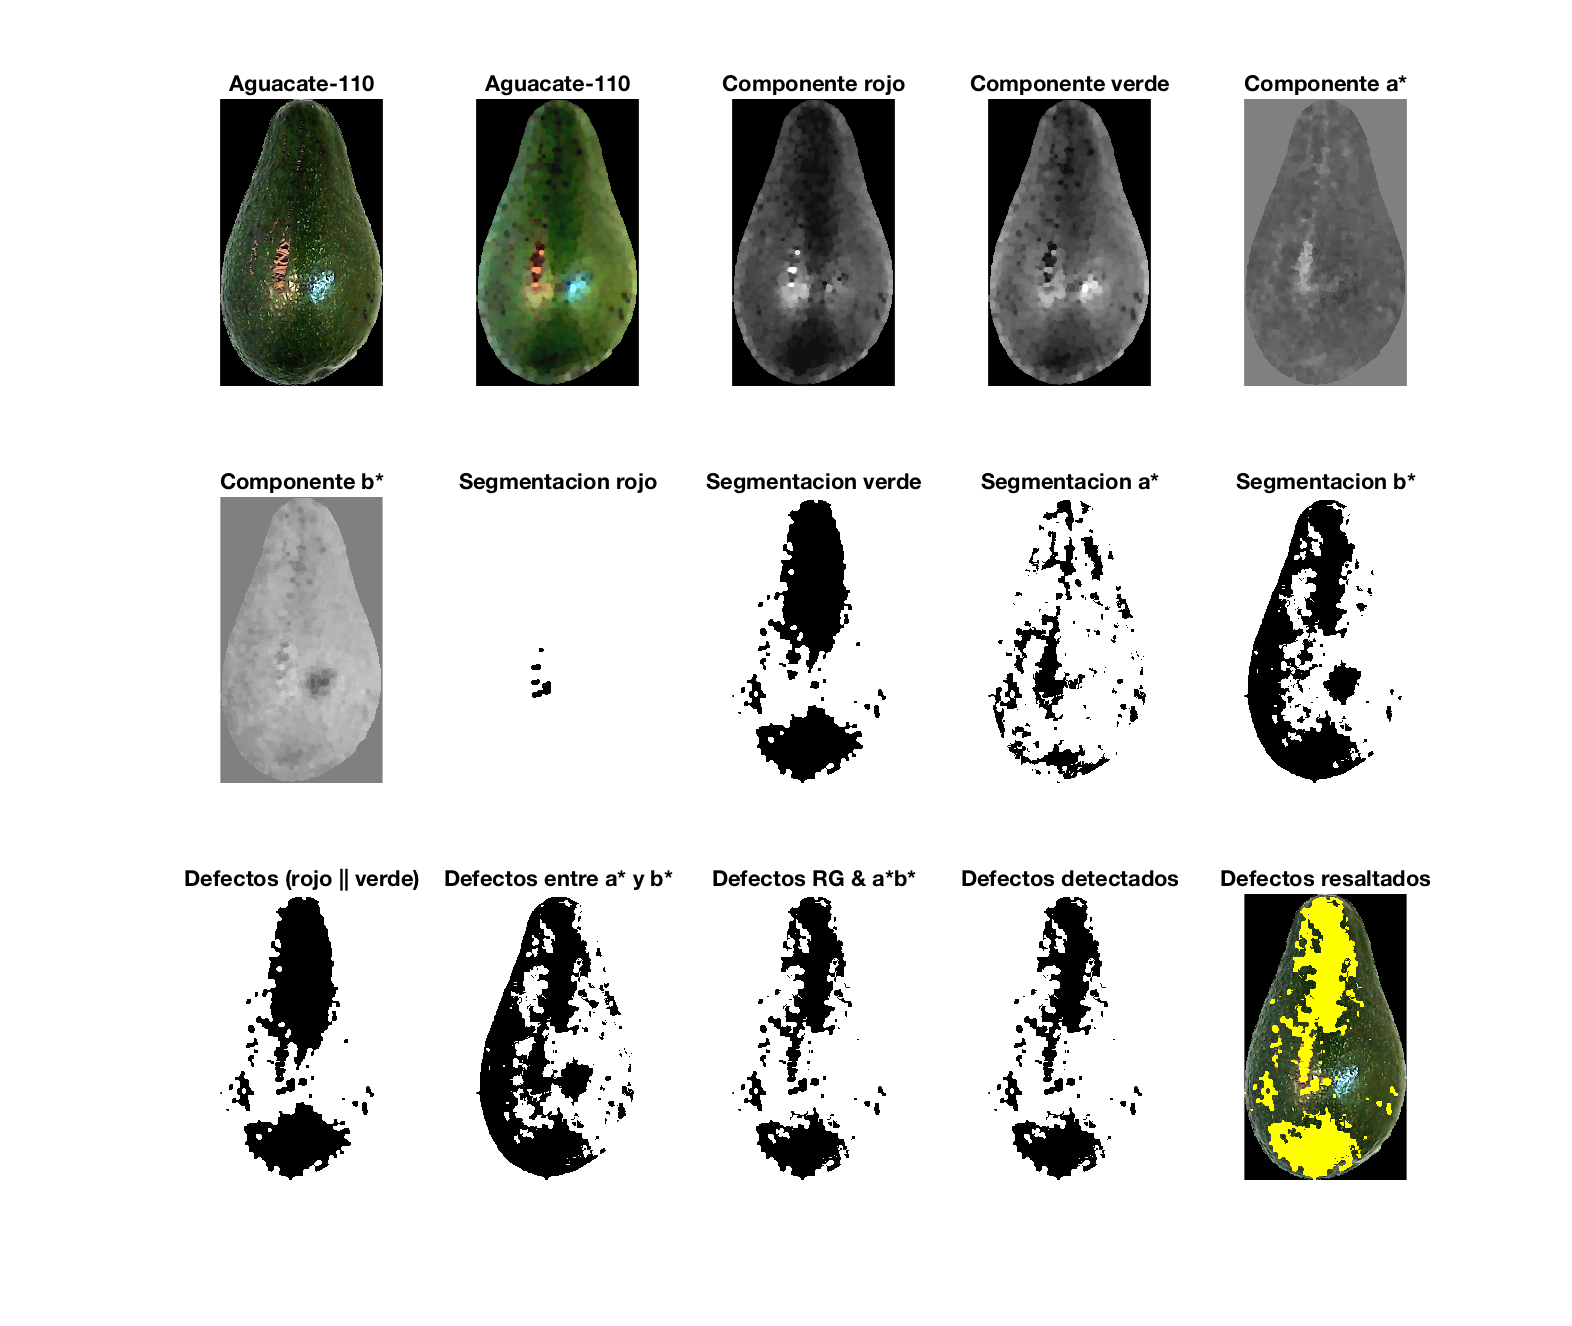 Aguacate-110
Aguacate-110
Componente rojo
Componente verde
Componente a*
Componente b*
Segmentacion rojo
Segmentacion verde
Segmentacion a*
Segmentacion b*
Defectos (rojo || verde)
Defectos entre a* y b*
Defectos RG & a*b*
Defectos detectados
Defectos resaltados